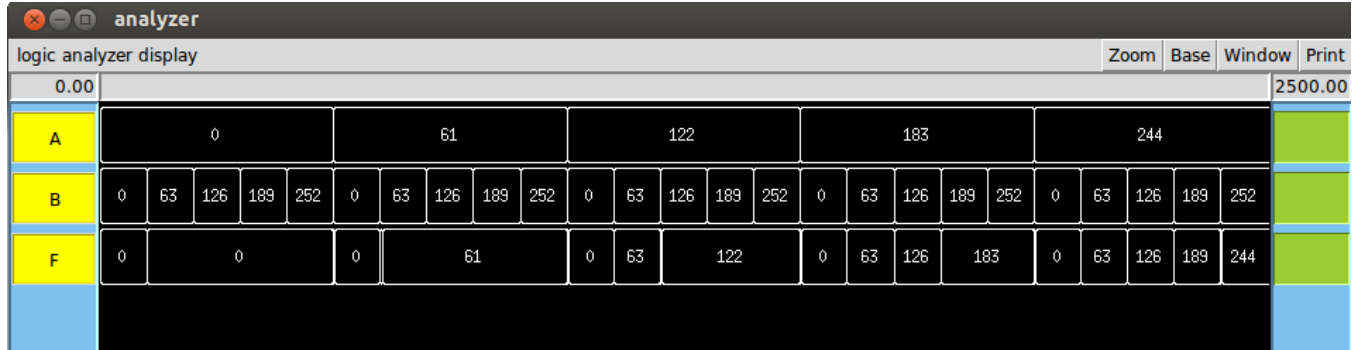 analyzer
logic analyzer display Zoom Base Window Print
0.00 2500.00
A 0 61 122 183 244
B 0 63 126 189 252 0 63 126 189 252 0 63 126 189 252 0 63 126 189 252 0 63 126 189 252
F 0 0 0 61 0 63 122 0 63 126 183 0 63 126 189 244